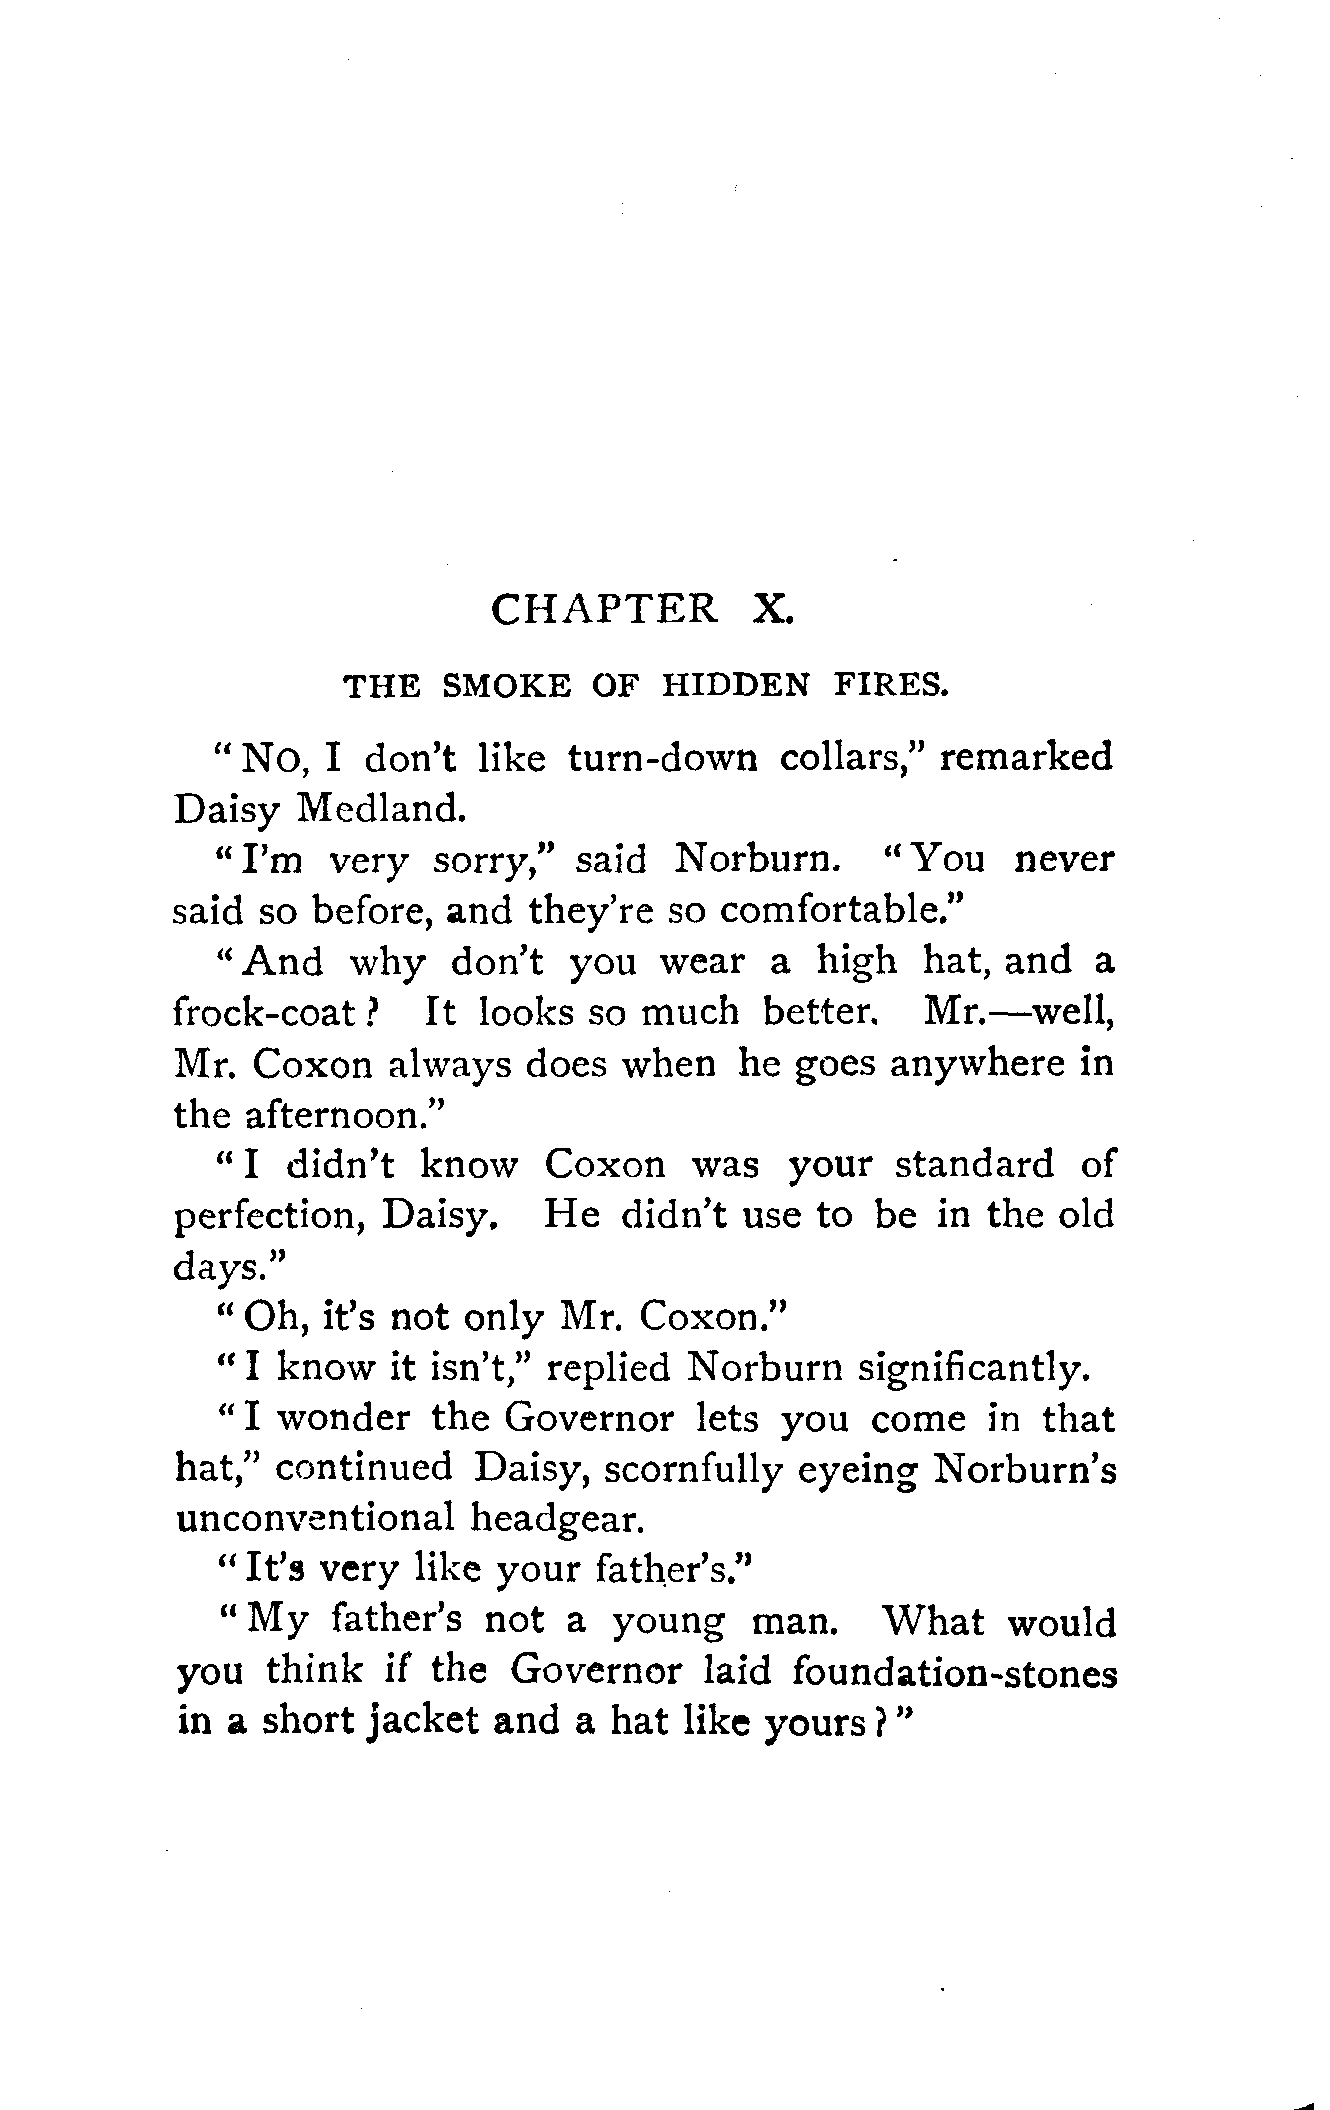 CHAPTER X.
THE SMOKE OF HIDDEN FIRES.
“No, I don’t like turn-down collars,” remarked
Daisy Medland.
“I’m very sorry,” said Norburn. “You never
said so before, and they’re so comfortable.”
“And why don’t you wear a high hat, and a
frock-coat? It looks so much better. Mr.—well,
Mr. Coxon always does when he goes anywhere in
the afternoon.”
“I didn’t know Coxon was your standard of
perfection, Daisy. He didn’t use to be in the old
days.”
“Oh, it’s not only Mr. Coxon.”
“I know it isn’t,” replied Norburn significantly.
“I wonder the Governor lets you come in that
hat,” continued Daisy, scornfully eyeing Norburn’s
unconventional headgear.
“It’s very like your father’s.”
“My father’s not a young man. What would
you think if the Governor laid foundation-stones
in a short jacket and a hat like yours?”